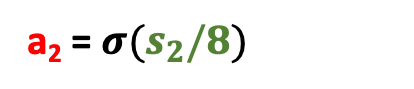 a₂ = σ(s₂/8)